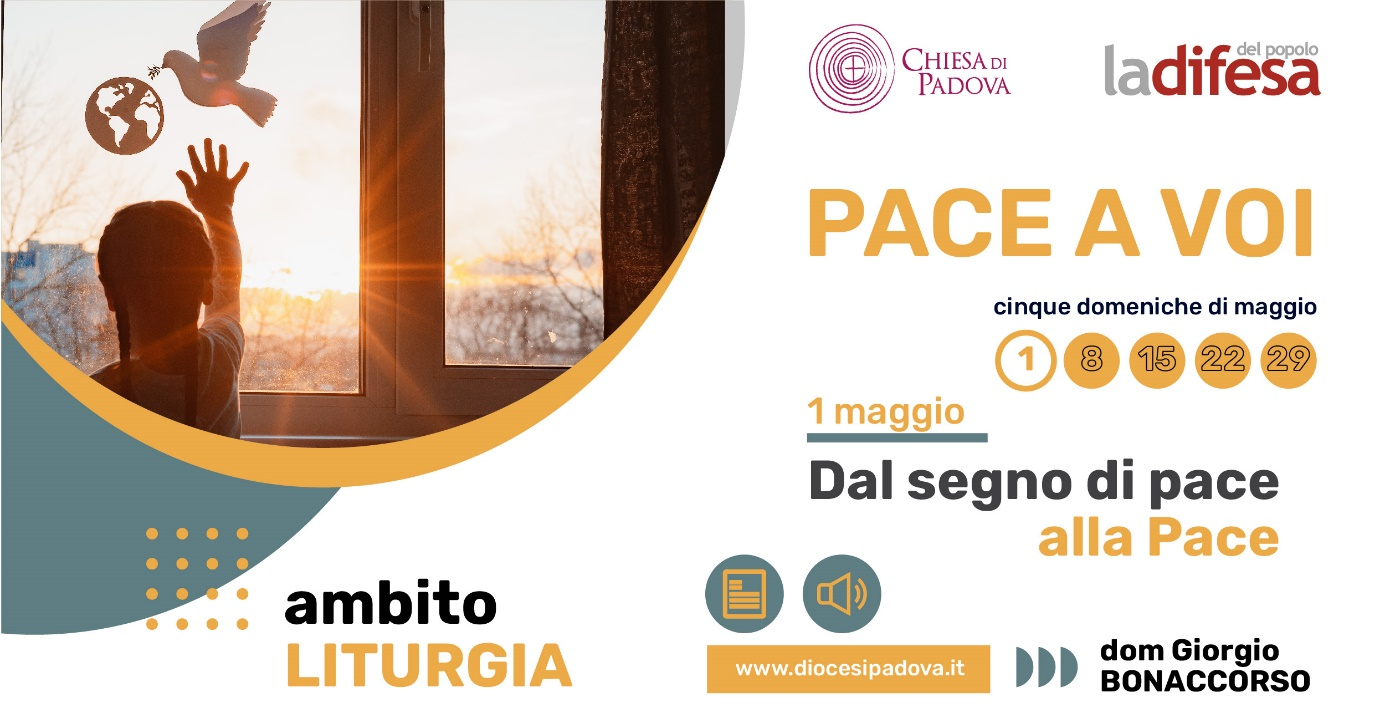 CHIESA DI
PADOVA
del popolo
ladifesa
PACE A VOI
cinque domeniche di maggio
1 8 15 22 29
1 maggio
Dal segno di pace
alla Pace
ambito
LITURGIA
www.diocesipadova.it
dom Giorgio
BONACCORSO